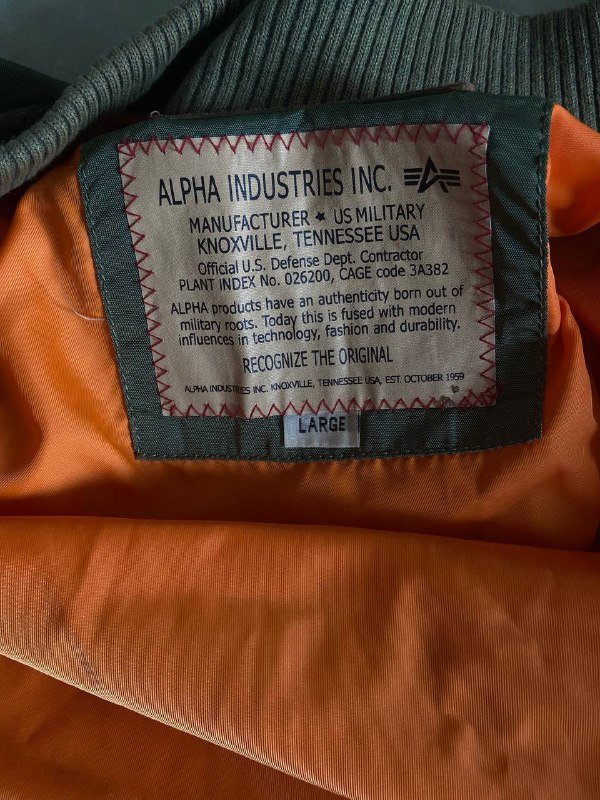 ALPHA INDUSTRIES INC.
MANUFACTURER ★ US MILITARY
KNOXVILLE, TENNESSEE USA
Official U.S. Defense Dept. Contractor
PLANT INDEX No. 026200, CAGE code 3A382
ALPHA products have an authenticity born out of
military roots. Today this is fused with modern
influences in technology, fashion and durability.
RECOGNIZE THE ORIGINAL
ALPHA INDUSTRIES INC. KNOXVILLE, TENNESSEE USA, EST. OCTOBER 1959
LARGE